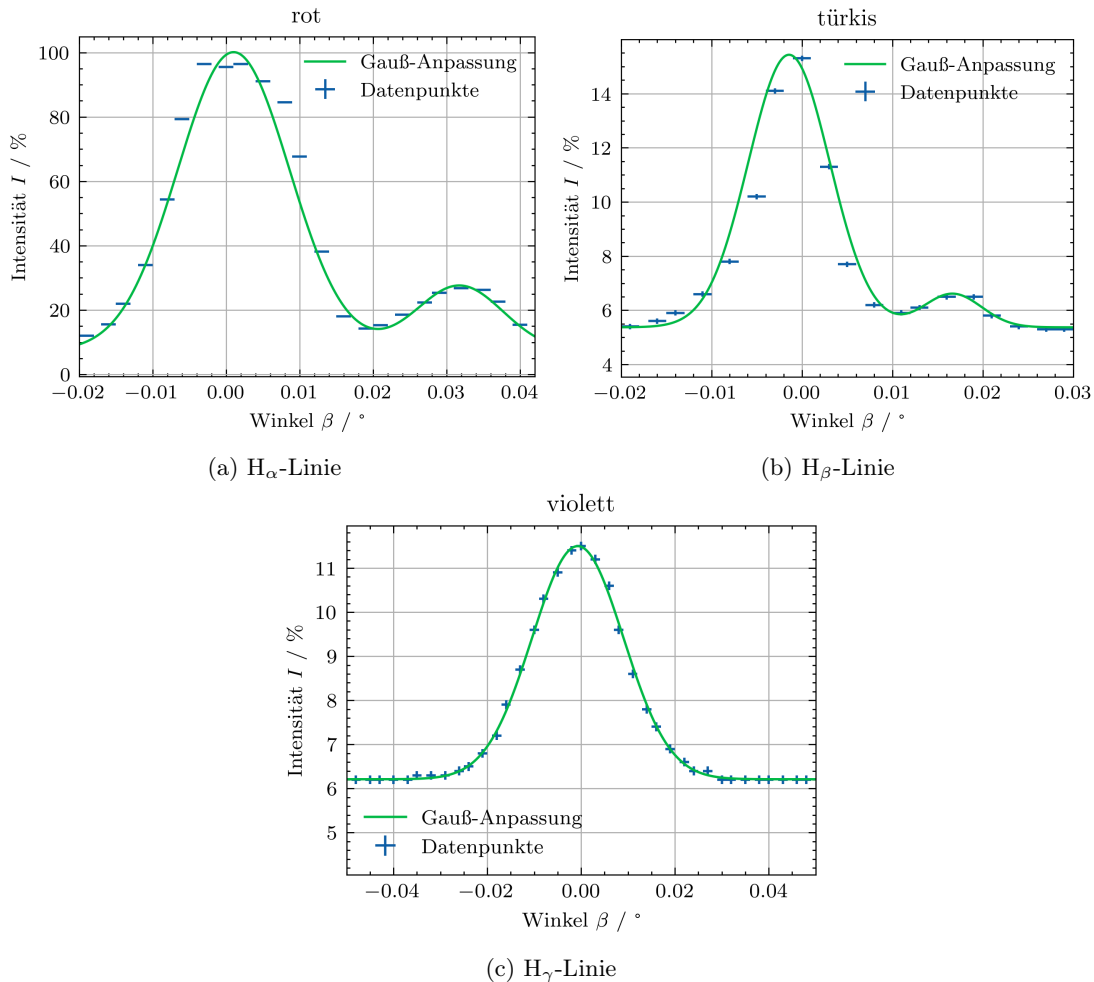 rot
Gauß-Anpassung
Datenpunkte
Intensität I / %
100
80
60
40
20
0
−0.02 −0.01 0.00 0.01 0.02 0.03 0.04
Winkel β / °
(a) Hα-Linie
türkis
Gauß-Anpassung
Datenpunkte
Intensität I / %
14
12
10
8
6
4
−0.02 −0.01 0.00 0.01 0.02 0.03
Winkel β / °
(b) Hβ-Linie
violett
Intensität I / %
11
10
9
8
7
6
5
Gauß-Anpassung
Datenpunkte
−0.04 −0.02 0.00 0.02 0.04
Winkel β / °
(c) Hγ-Linie